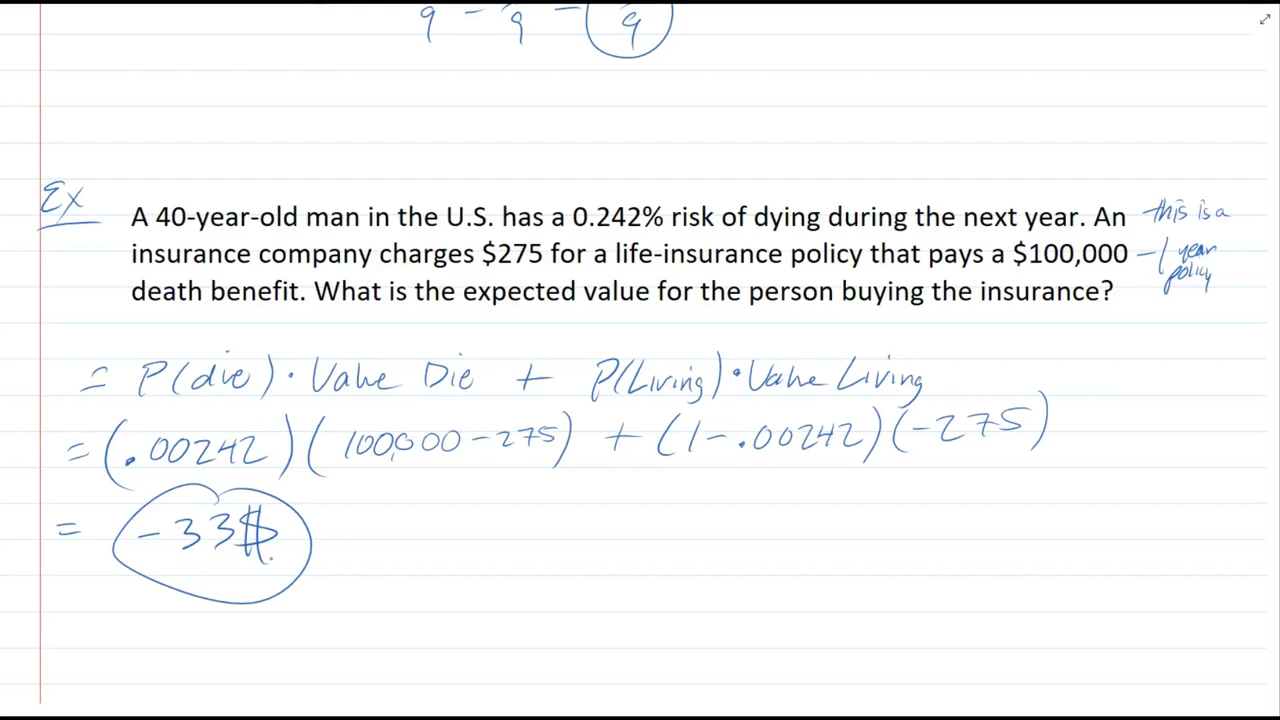 9 - 9 - 9
Ex
A 40-year-old man in the U.S. has a 0.242% risk of dying during the next year. An
insurance company charges $275 for a life-insurance policy that pays a $100,000
death benefit. What is the expected value for the person buying the insurance?
this is a
1 year
policy
= P(die) · Value Die + P(Living) · Value Living
= (.00242)(100,000 - 275) + (1 - .00242)(-275)
= -33$